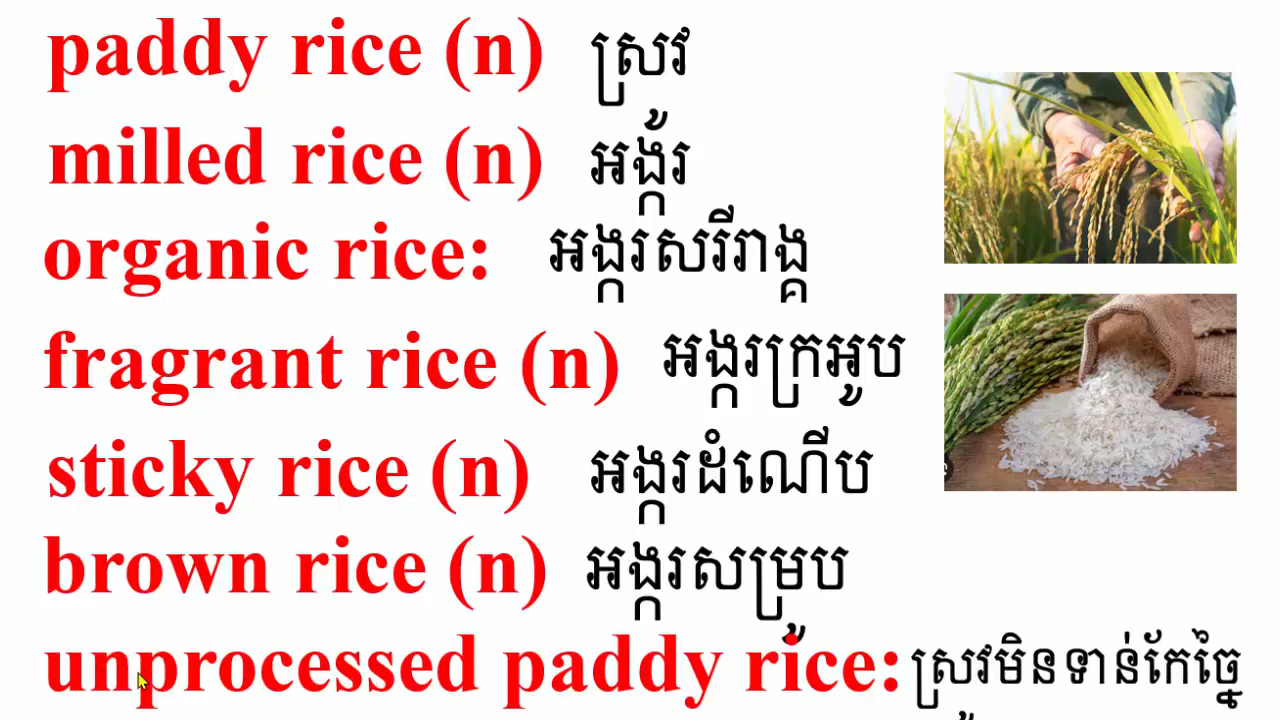 paddy rice (n) ស្រូវ
milled rice (n) អង្ករ
organic rice: អង្ករសរីរាង្គ
fragrant rice (n) អង្ករក្រអូប
sticky rice (n) អង្ករដំណើប
brown rice (n) អង្ករសម្រូប
unprocessed paddy rice: ស្រូវមិនទាន់កែច្នៃ